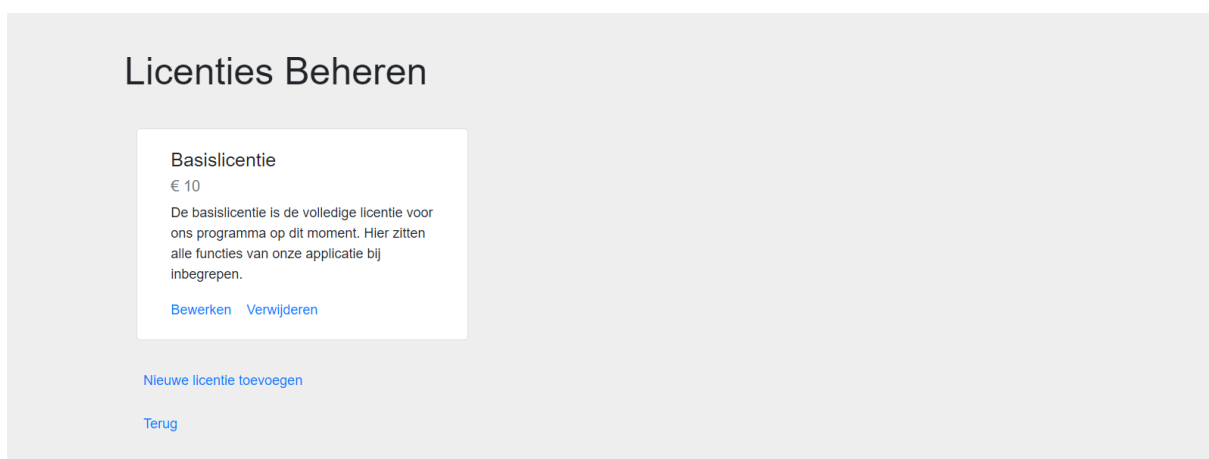 Licenties Beheren
Basislicentie
€ 10
De basislicentie is de volledige licentie voor
ons programma op dit moment. Hier zitten
alle functies van onze applicatie bij
inbegrepen.
Bewerken Verwijderen
Nieuwe licentie toevoegen
Terug